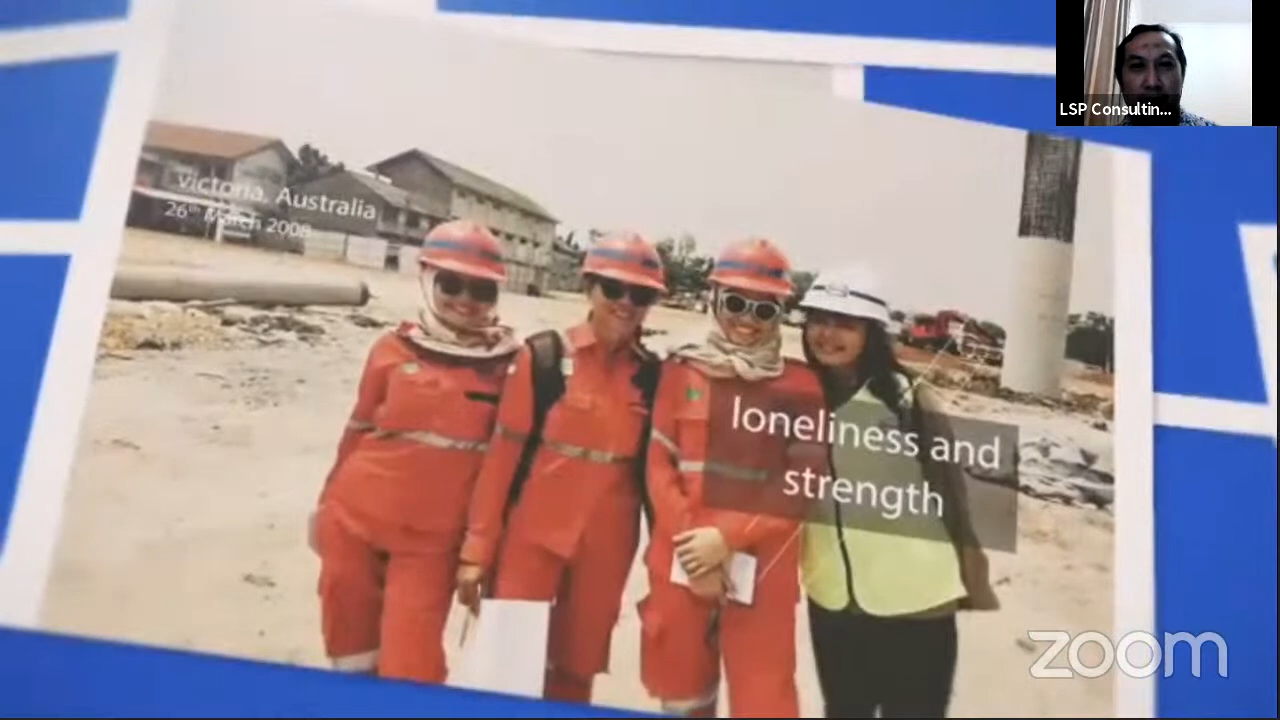 LSP Consultin...
victoria, Australia
26th March 2008
loneliness and
strength
zoom